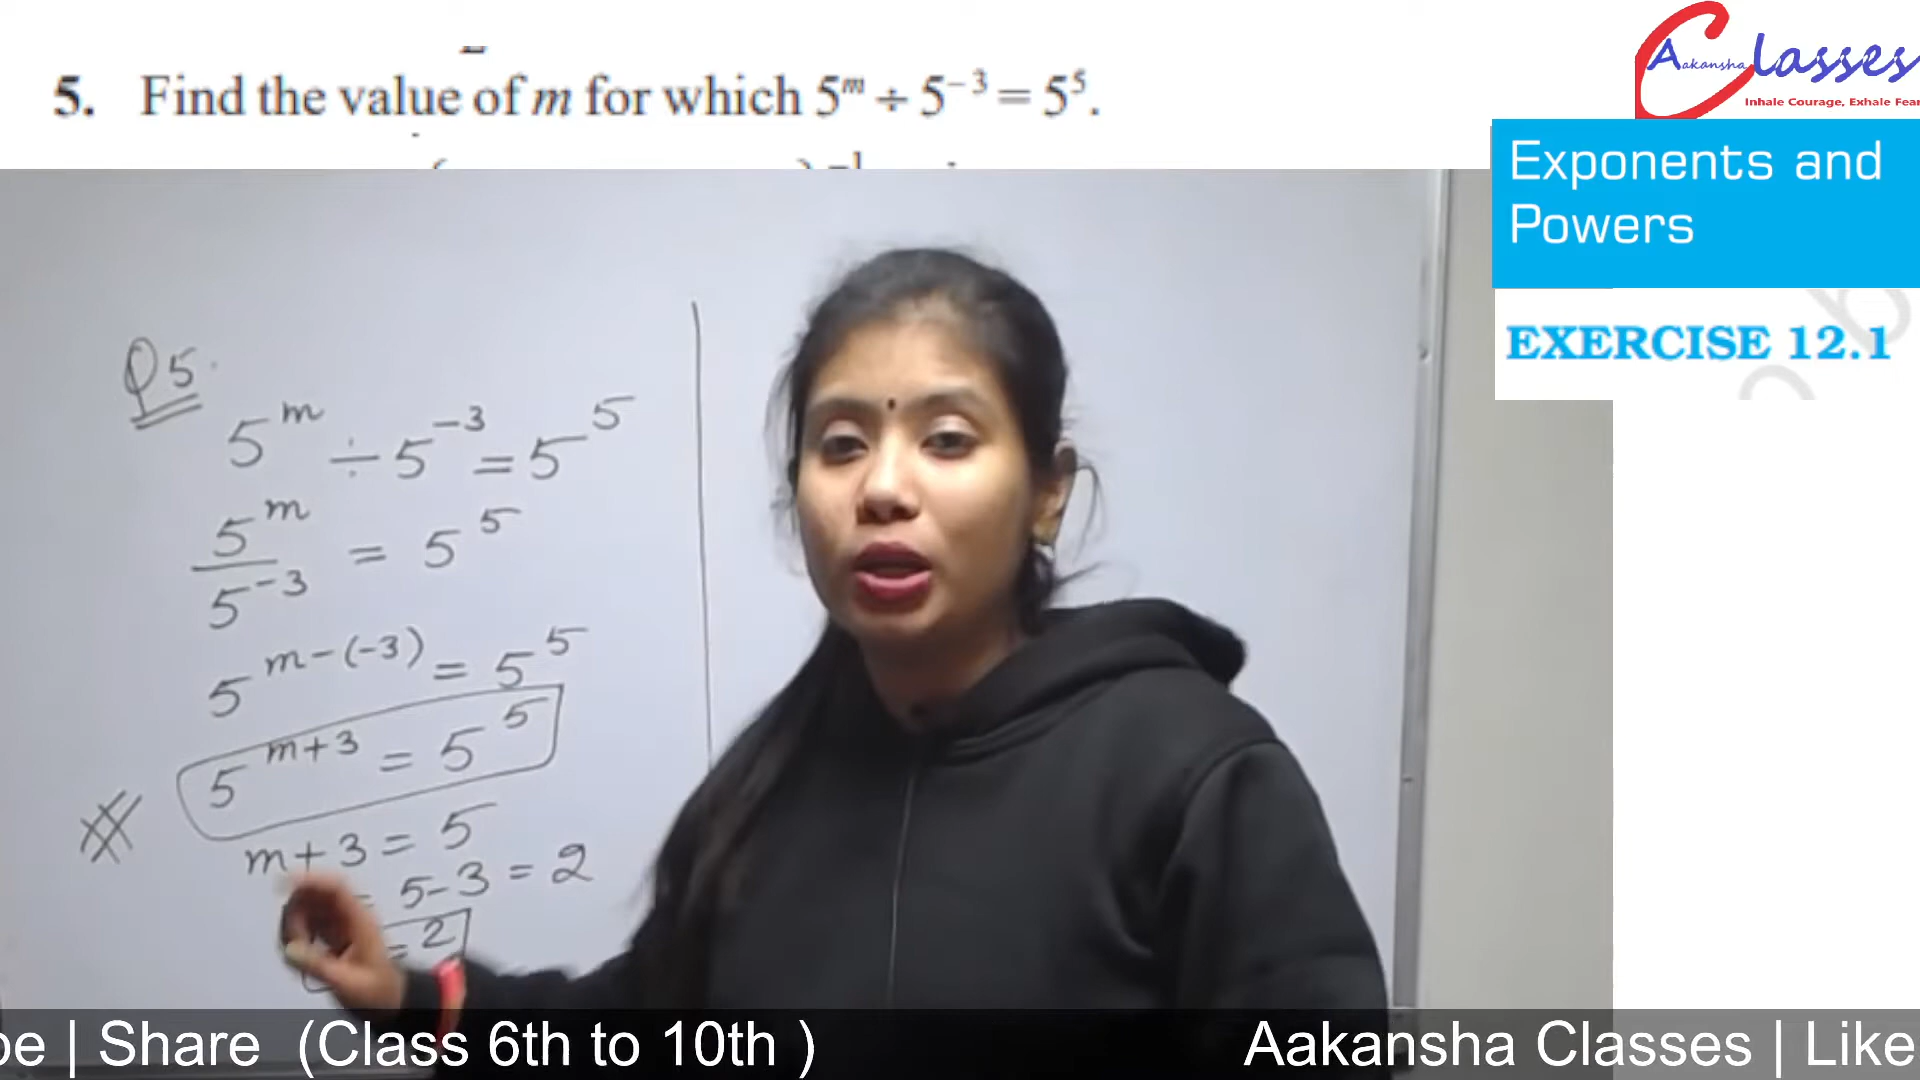 5. Find the value of m for which 5^m ÷ 5^-3 = 5^5.
Aakansha Classes
Inhale Courage, Exhale Fear
Exponents and
Powers
EXERCISE 12.1
Q5.
5^m ÷ 5^-3 = 5^5
5^m / 5^-3 = 5^5
5^m-(-3) = 5^5
5^m+3 = 5^5
m+3 = 5
= 5-3 = 2
= 2
be | Share (Class 6th to 10th ) Aakansha Classes | Like